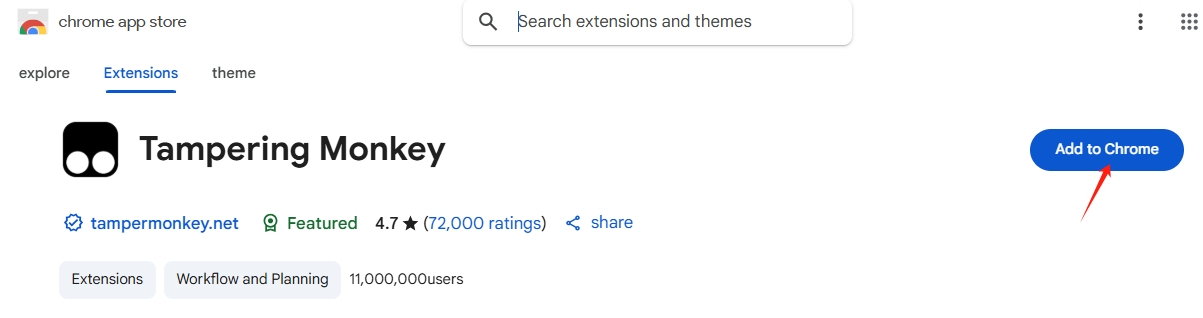 chrome app store
Search extensions and themes
explore Extensions theme
Tampering Monkey
Add to Chrome
tampermonkey.net Featured 4.7 ★ (72,000 ratings) share
Extensions Workflow and Planning 11,000,000users